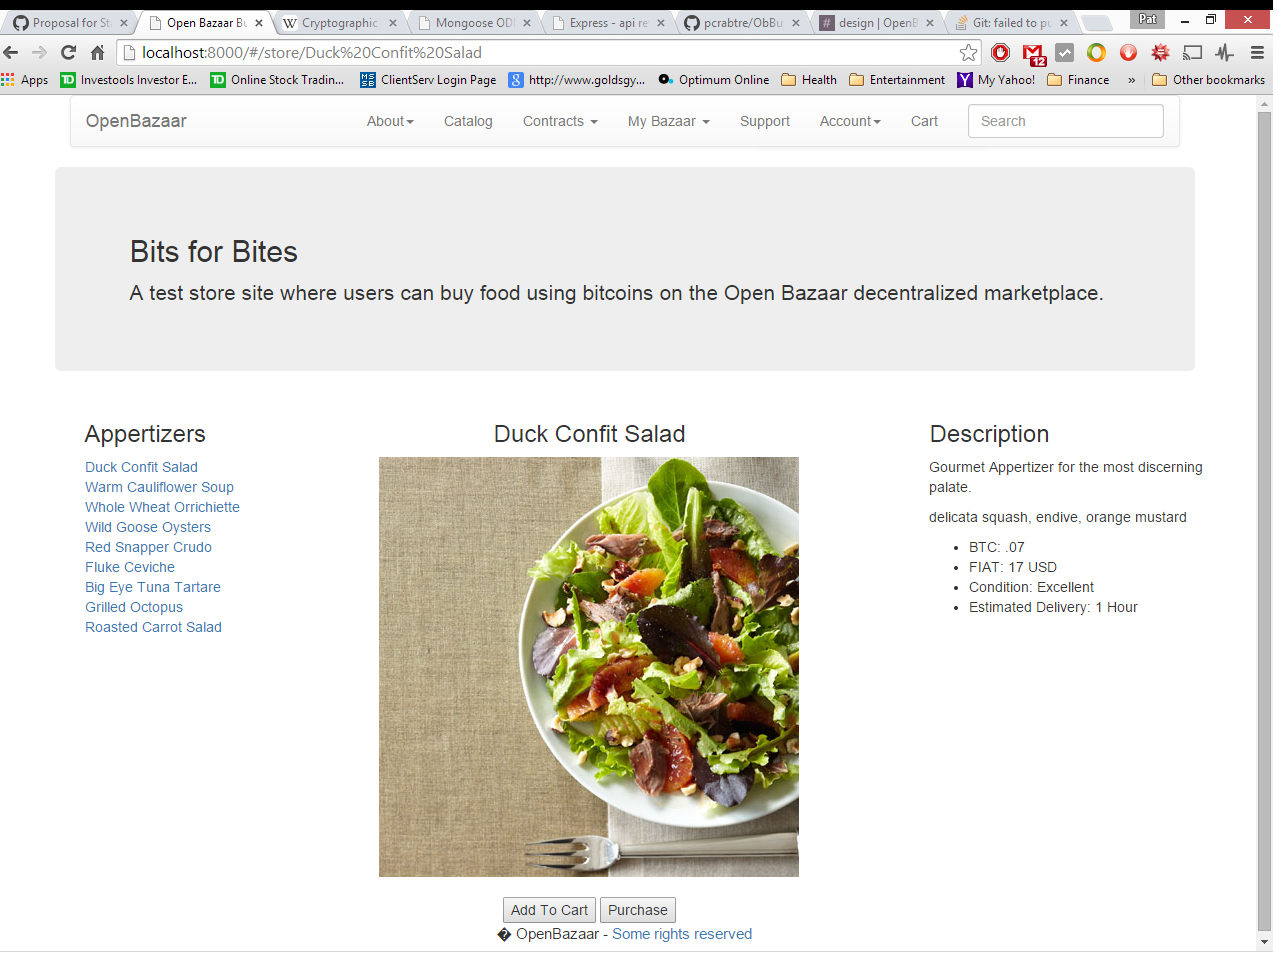 Proposal for St
Open Bazaar Bu
Cryptographic
Mongoose OD
Express - api re
pcrabtre/ObBu
design | OpenB
Git: failed to pu
Pat
localhost:8000/#/store/Duck%20Confit%20Salad
12
Apps
Investools Investor E...
Online Stock Tradin...
ClientServ Login Page
http://www.goldsgy...
Optimum Online
Health
Entertainment
My Yahoo!
Finance
»
Other bookmarks
OpenBazaar
About
Catalog
Contracts
My Bazaar
Support
Account
Cart
Search
Bits for Bites
A test store site where users can buy food using bitcoins on the Open Bazaar decentralized marketplace.
Appertizers
Duck Confit Salad
Warm Cauliflower Soup
Whole Wheat Orrichiette
Wild Goose Oysters
Red Snapper Crudo
Fluke Ceviche
Big Eye Tuna Tartare
Grilled Octopus
Roasted Carrot Salad
Duck Confit Salad
Description
Gourmet Appertizer for the most discerning
palate.
delicata squash, endive, orange mustard
• BTC: .07
• FIAT: 17 USD
• Condition: Excellent
• Estimated Delivery: 1 Hour
Add To Cart
Purchase
� OpenBazaar - Some rights reserved